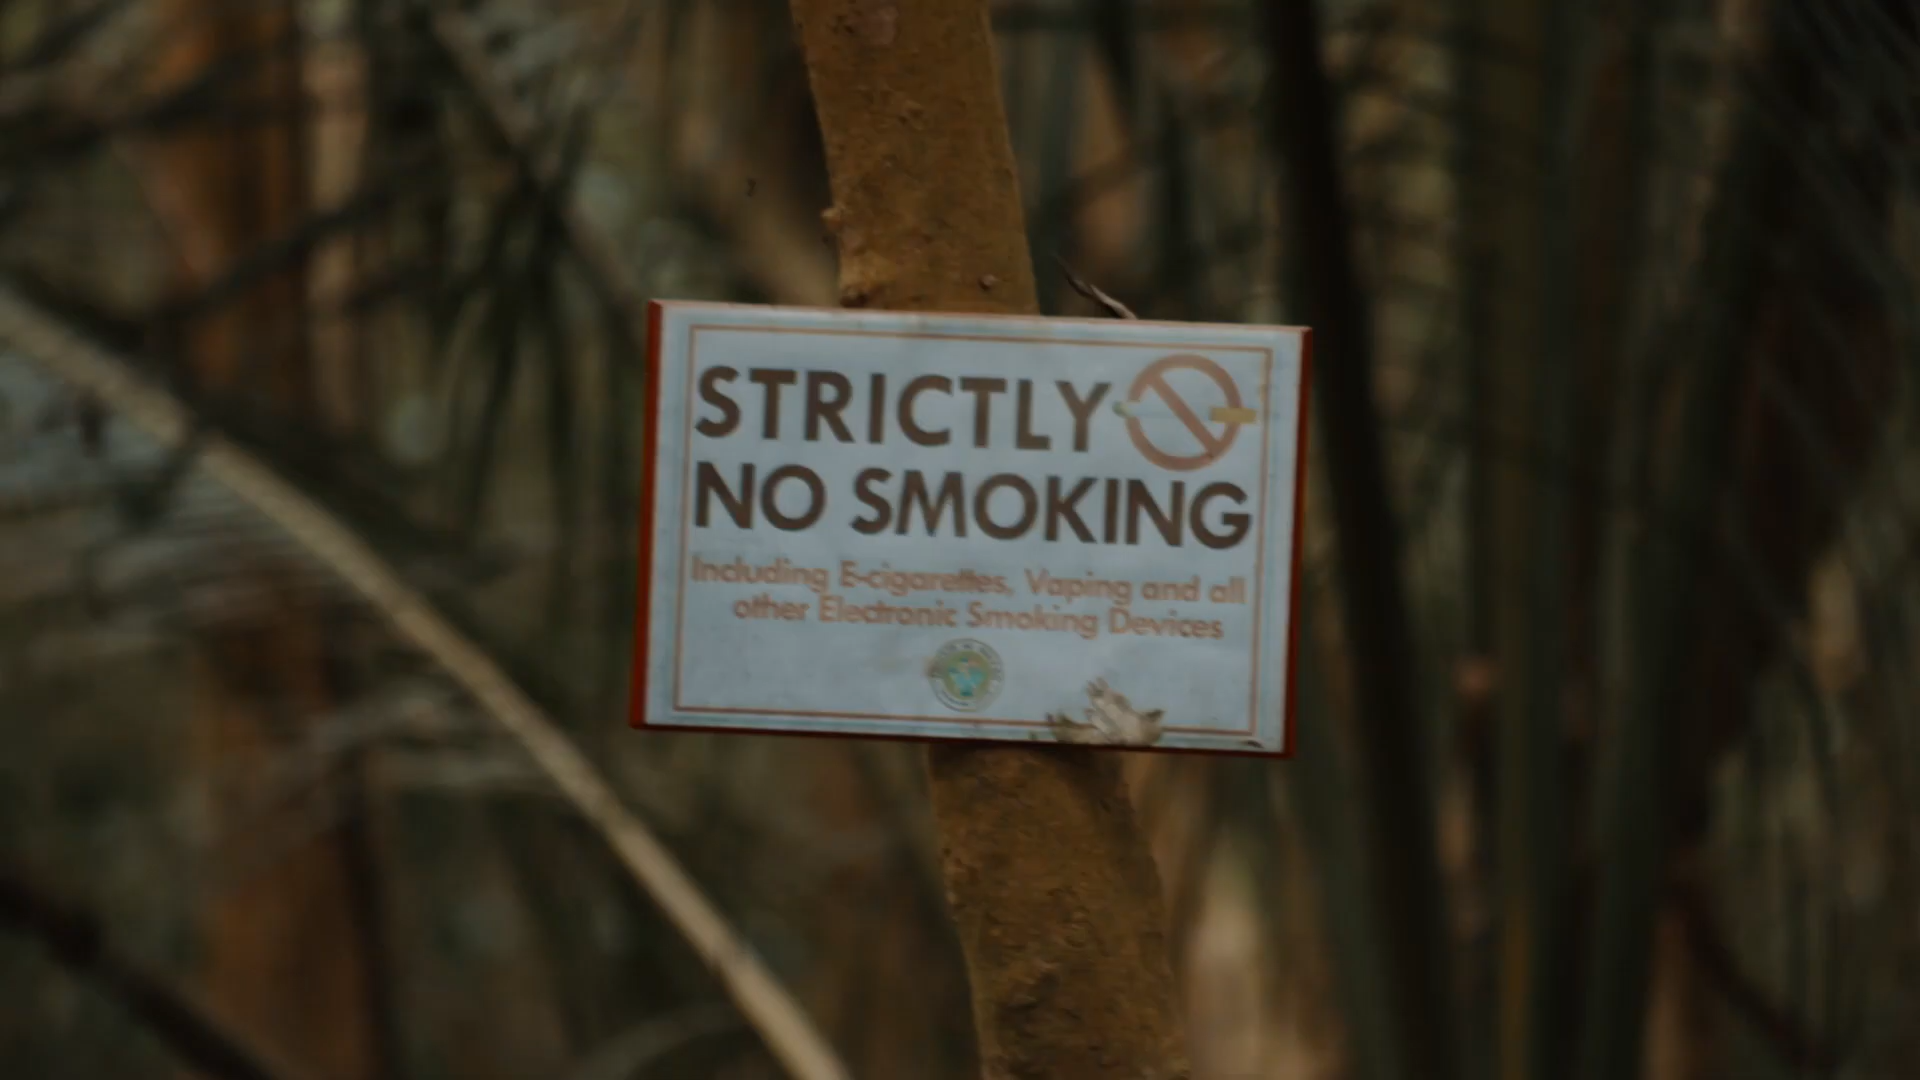 STRICTLY
NO SMOKING
Including E-cigarettes, Vaping and all
other Electronic Smoking Devices